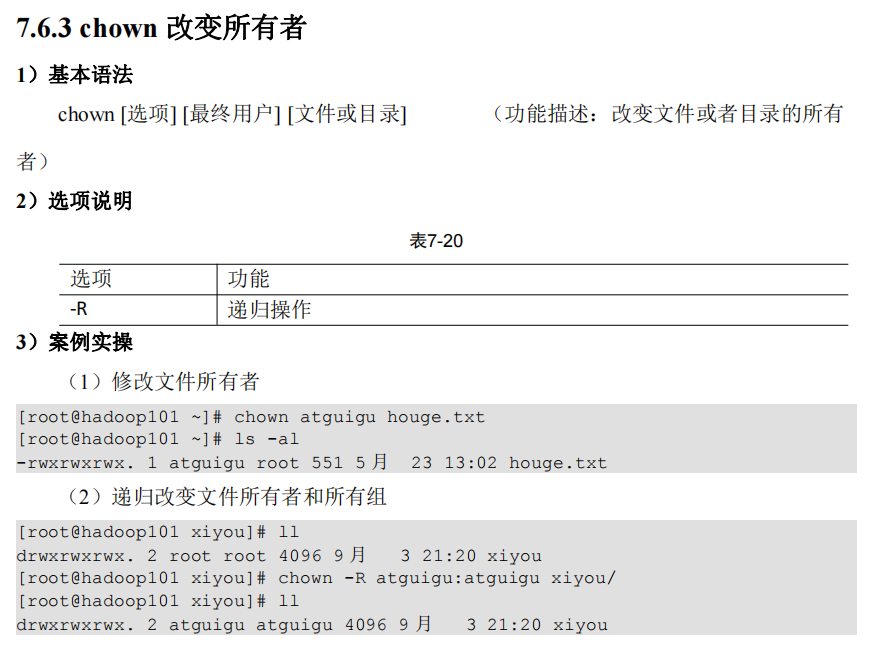 7.6.3 chown 改变所有者
1）基本语法
chown [选项] [最终用户] [文件或目录] （功能描述：改变文件或者目录的所有
者）
2）选项说明
表7-20
选项 功能
-R 递归操作
3）案例实操
（1）修改文件所有者
[root@hadoop101 ~]# chown atguigu houge.txt
[root@hadoop101 ~]# ls -al
-rwxrwxrwx. 1 atguigu root 551 5 月 23 13:02 houge.txt
（2）递归改变文件所有者和所有组
[root@hadoop101 xiyou]# ll
drwxrwxrwx. 2 root root 4096 9 月 3 21:20 xiyou
[root@hadoop101 xiyou]# chown -R atguigu:atguigu xiyou/
[root@hadoop101 xiyou]# ll
drwxrwxrwx. 2 atguigu atguigu 4096 9 月 3 21:20 xiyou